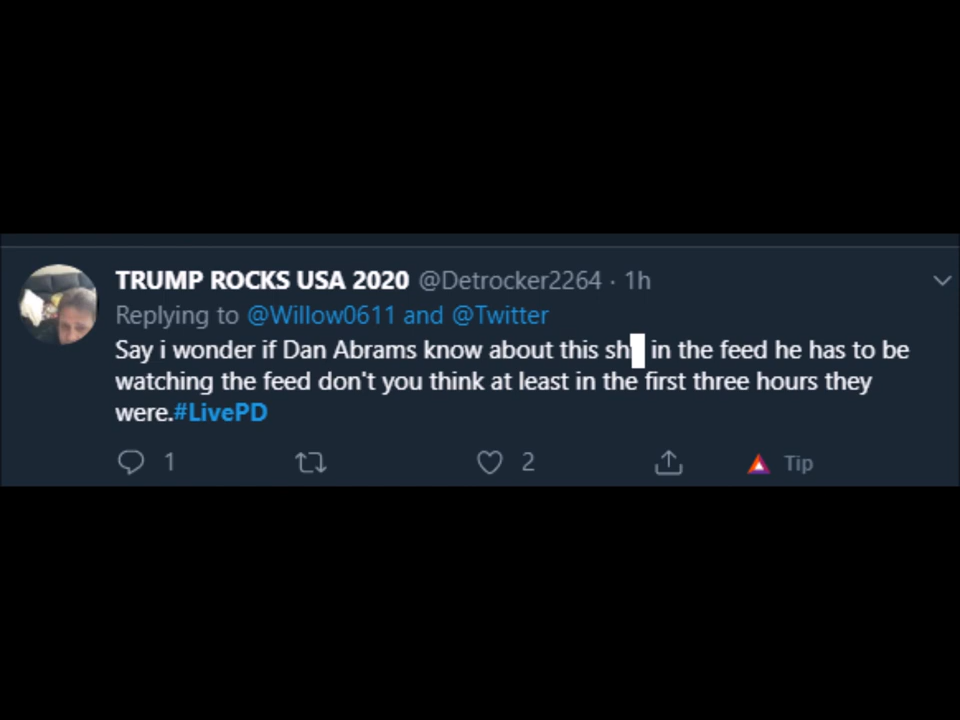 TRUMP ROCKS USA 2020 @Detrocker2264 · 1h
Replying to @Willow0611 and @Twitter
Say i wonder if Dan Abrams know about this in the feed he has to be
watching the feed don't you think at least in the first three hours they
were.#LivePD
1 2 Tip